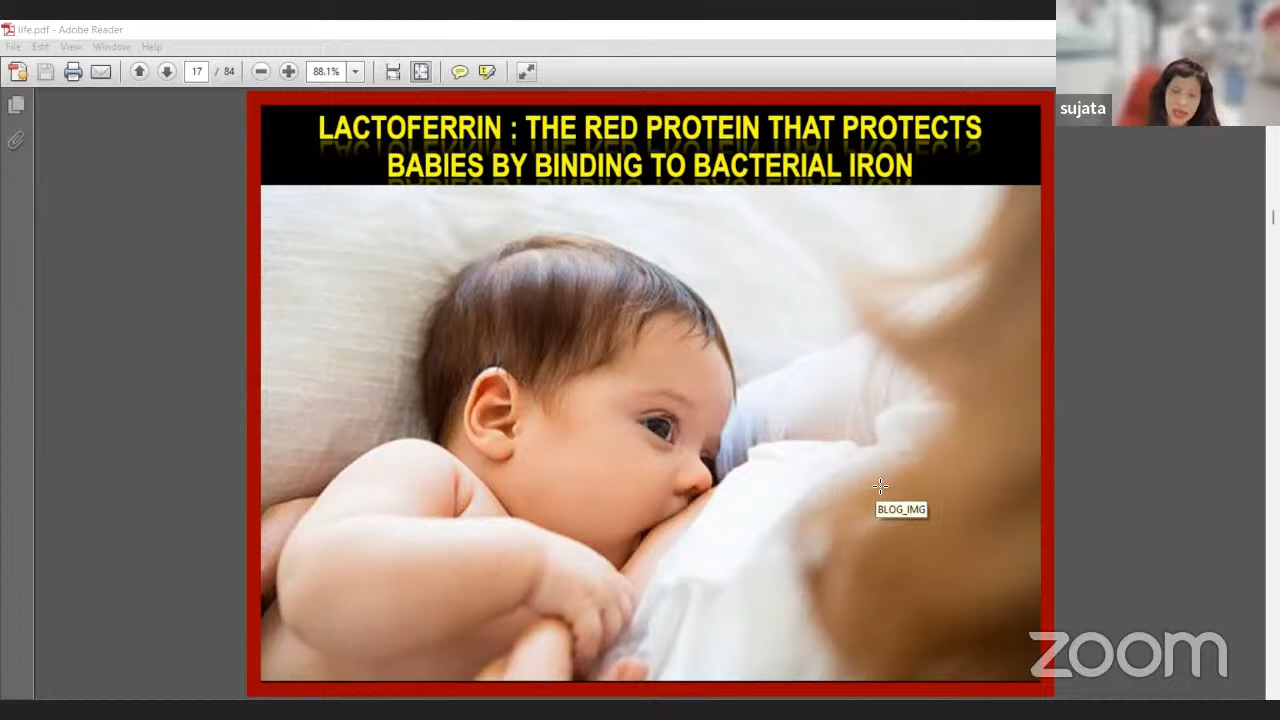 life.pdf - Adobe Reader
File Edit View Window Help
17 / 84
88.1%
sujata
LACTOFERRIN : THE RED PROTEIN THAT PROTECTS
BABIES BY BINDING TO BACTERIAL IRON
BLOG_IMG
zoom